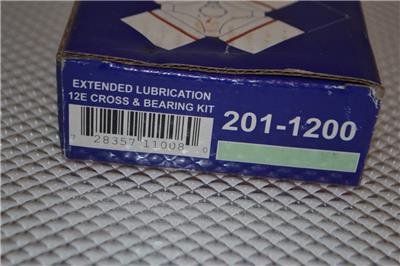 EXTENDED LUBRICATION
12E CROSS & BEARING KIT
201-1200
7 28357 11008 0